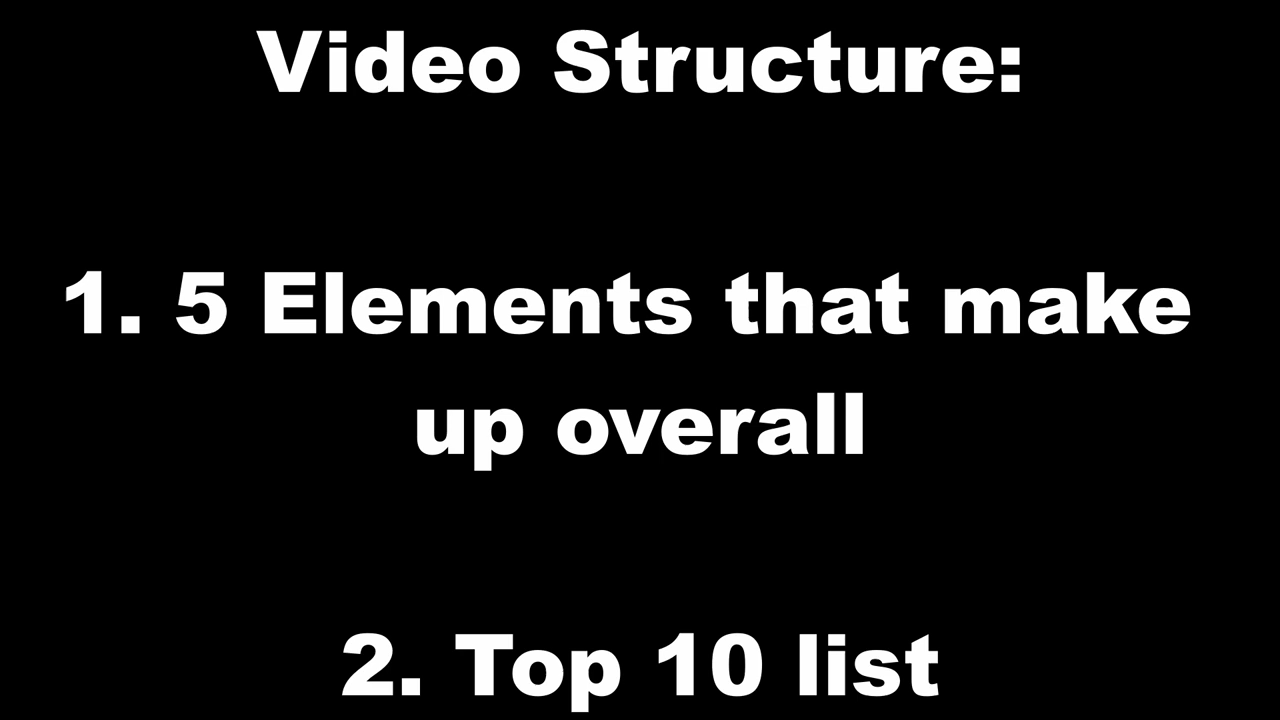 Video Structure:
1. 5 Elements that make
up overall
2. Top 10 list